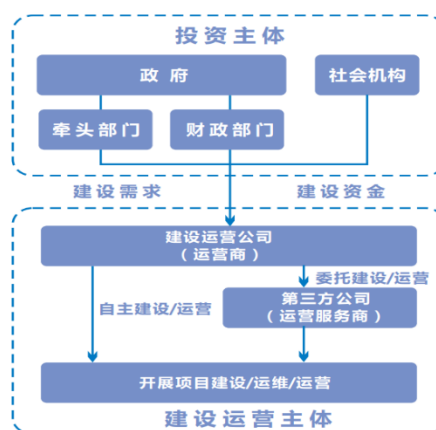 投资主体
政府
社会机构
牵头部门
财政部门
建设需求
建设资金
建设运营公司
（运营商）
委托建设/运营
自主建设/运营
第三方公司
（运营服务商）
开展项目建设/运维/运营
建设运营主体